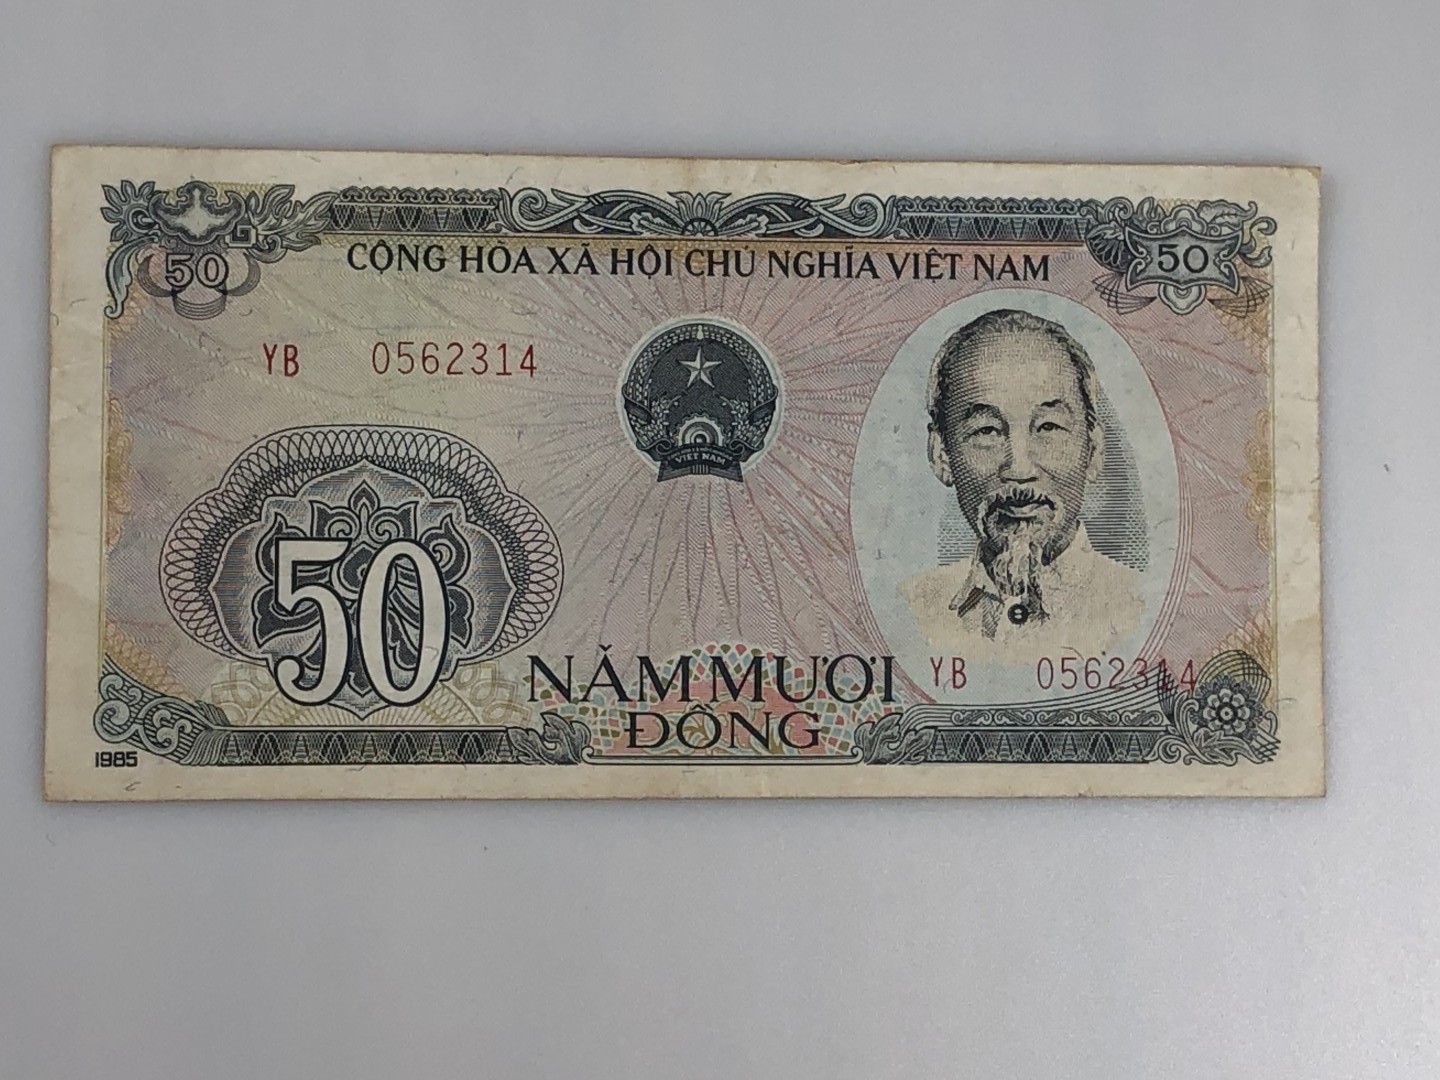 CỘNG HÒA XÃ HỘI CHỦ NGHĨA VIỆT NAM
50
50
YB 0562314
VIỆT NAM
50
NĂM MƯƠI
ĐỒNG
YB 0562314
1985